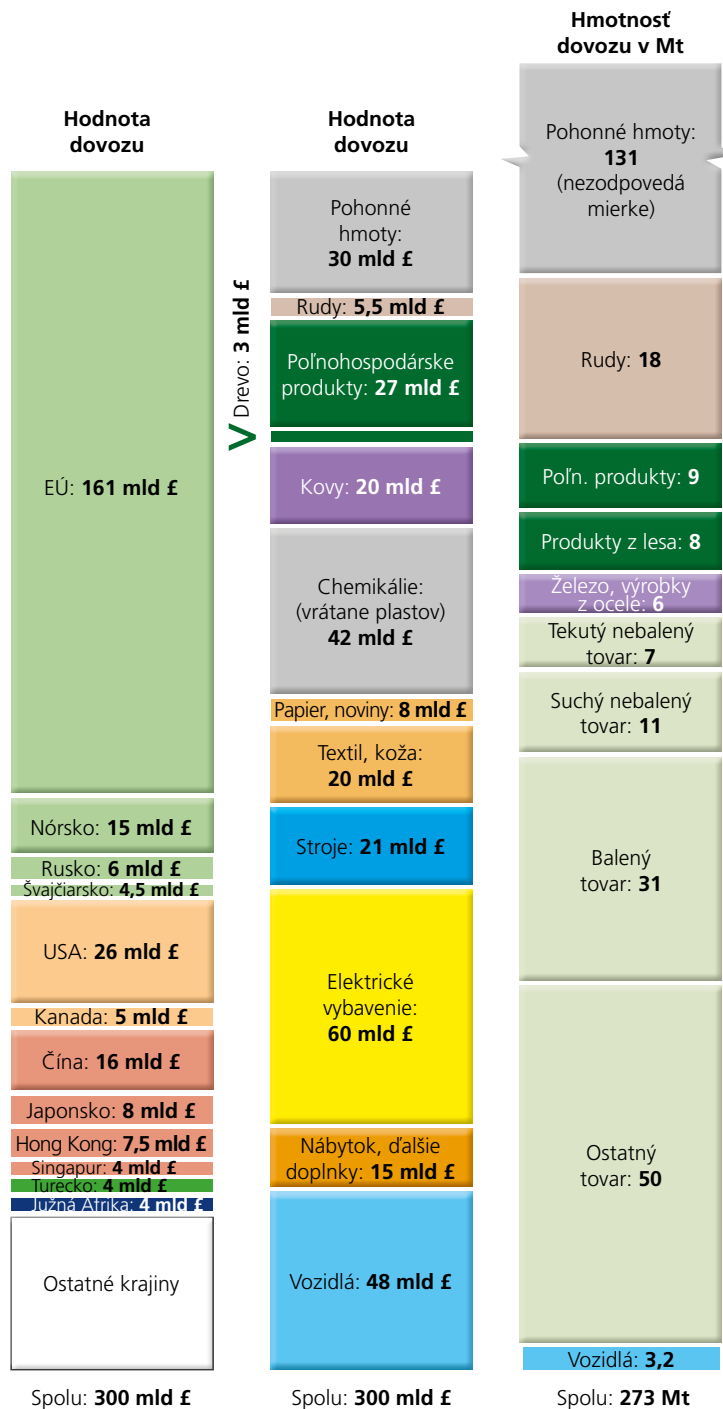 Hodnota
dovozu
EÚ: 161 mld £
Nórsko: 15 mld £
Rusko: 6 mld £
Švajčiarsko: 4,5 mld £
USA: 26 mld £
Kanada: 5 mld £
Čína: 16 mld £
Japonsko: 8 mld £
Hong Kong: 7,5 mld £
Singapur: 4 mld £
Turecko: 4 mld £
Južná Afrika: 4 mld £
Ostatné krajiny
Spolu: 300 mld £
Hodnota
dovozu
Pohonné
hmoty:
30 mld £
Rudy: 5,5 mld £
Poľnohospodárske
produkty: 27 mld £
> Drevo: 3 mld £
Kovy: 20 mld £
Chemikálie:
(vrátane plastov)
42 mld £
Papier, noviny: 8 mld £
Textil, koža:
20 mld £
Stroje: 21 mld £
Elektrické
vybavenie:
60 mld £
Nábytok, ďalšie
doplnky: 15 mld £
Vozidlá: 48 mld £
Spolu: 300 mld £
Hmotnosť
dovozu v Mt
Pohonné hmoty:
131
(nezodpovedá
mierke)
Rudy: 18
Poľn. produkty: 9
Produkty z lesa: 8
Železo, výrobky
z ocele: 6
Tekutý nebalený
tovar: 7
Suchý nebalený
tovar: 11
Balený
tovar: 31
Ostatný
tovar: 50
Vozidlá: 3,2
Spolu: 273 Mt